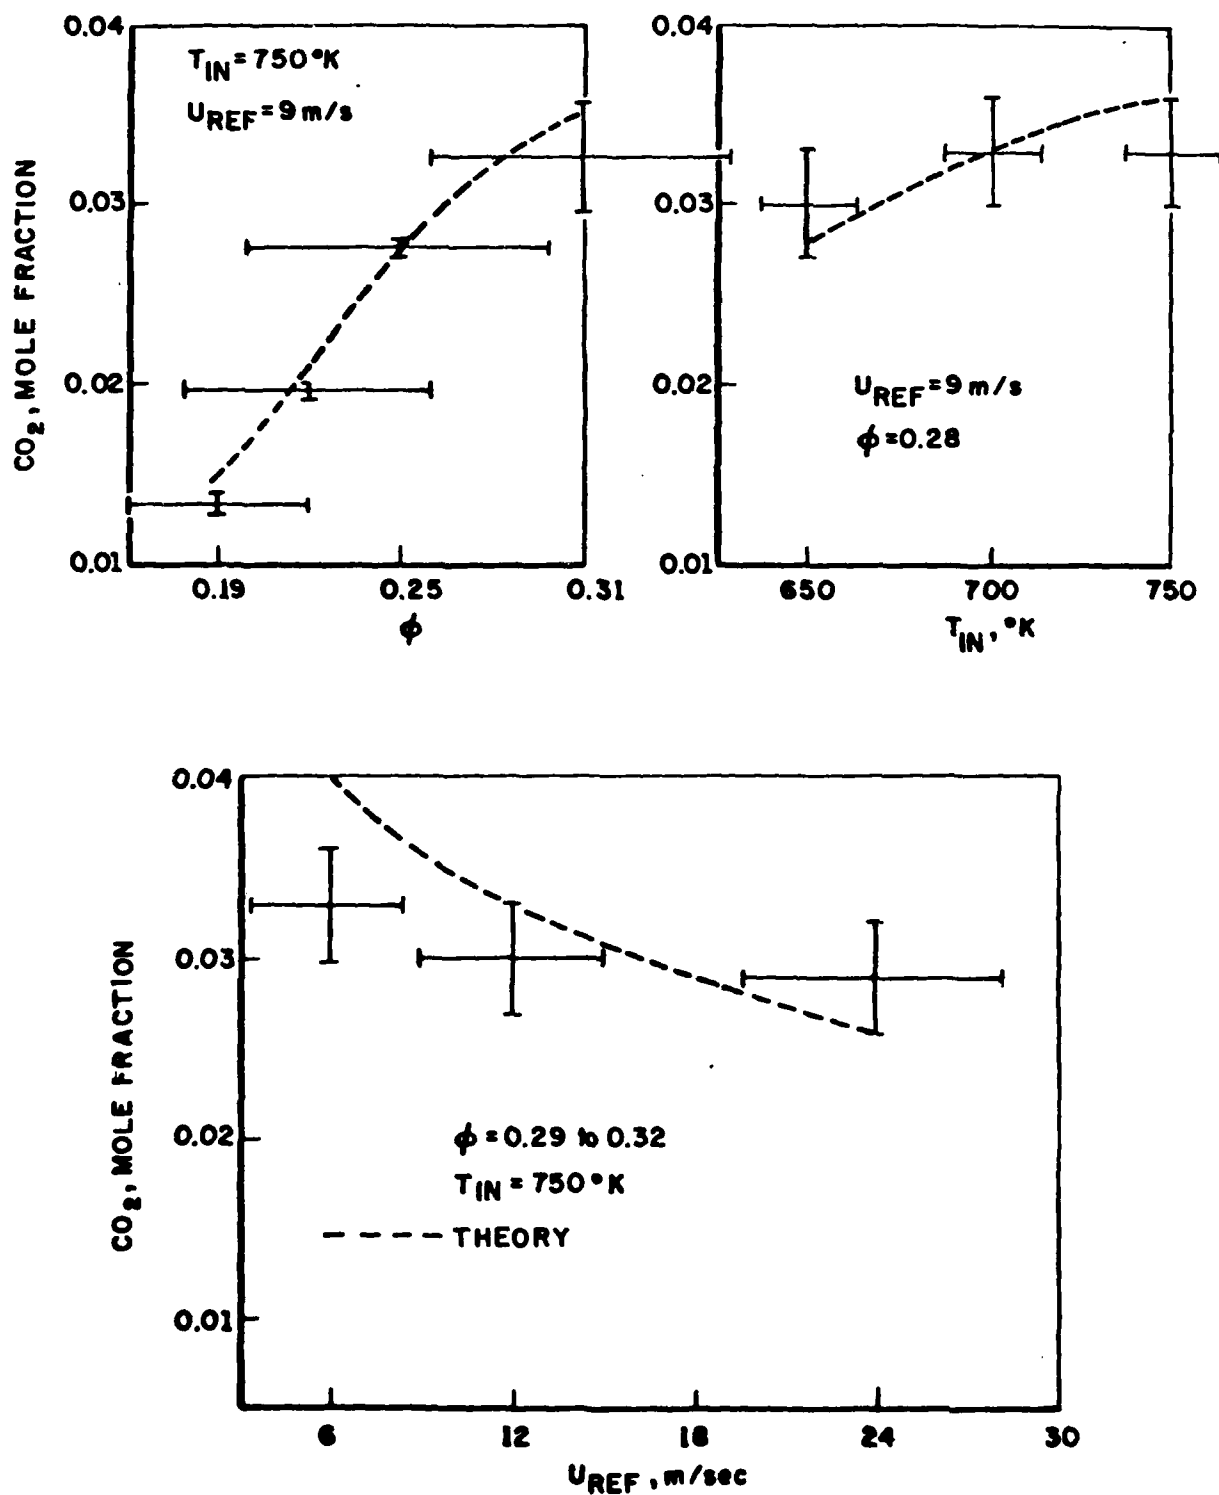 0.04
T_IN = 750 °K
U_REF = 9 m/s
0.03
0.02
0.01
0.19 0.25 0.31
ϕ
CO₂, MOLE FRACTION
0.04
0.03
0.02
U_REF = 9 m/s
ϕ = 0.28
0.01
650 700 750
T_IN, °K
0.04
0.03
0.02
ϕ = 0.29 to 0.32
T_IN = 750 °K
THEORY
0.01
6 12 18 24 30
U_REF, m/sec
CO₂, MOLE FRACTION